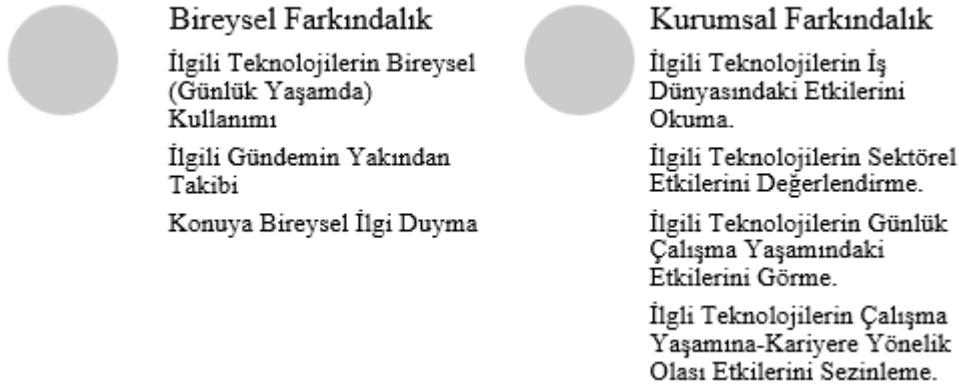 Bireysel Farkındalık
İlgili Teknolojilerin Bireysel
(Günlük Yaşamda)
Kullanımı
İlgili Gündemin Yakından
Takibi
Konuya Bireysel İlgi Duyma
Kurumsal Farkındalık
İlgili Teknolojilerin İş
Dünyasındaki Etkilerini
Okuma.
İlgili Teknolojilerin Sektörel
Etkilerini Değerlendirme.
İlgili Teknolojilerin Günlük
Çalışma Yaşamındaki
Etkilerini Görme.
İlgli Teknolojilerin Çalışma
Yaşamına-Kariyere Yönelik
Olası Etkilerini Sezinleme.